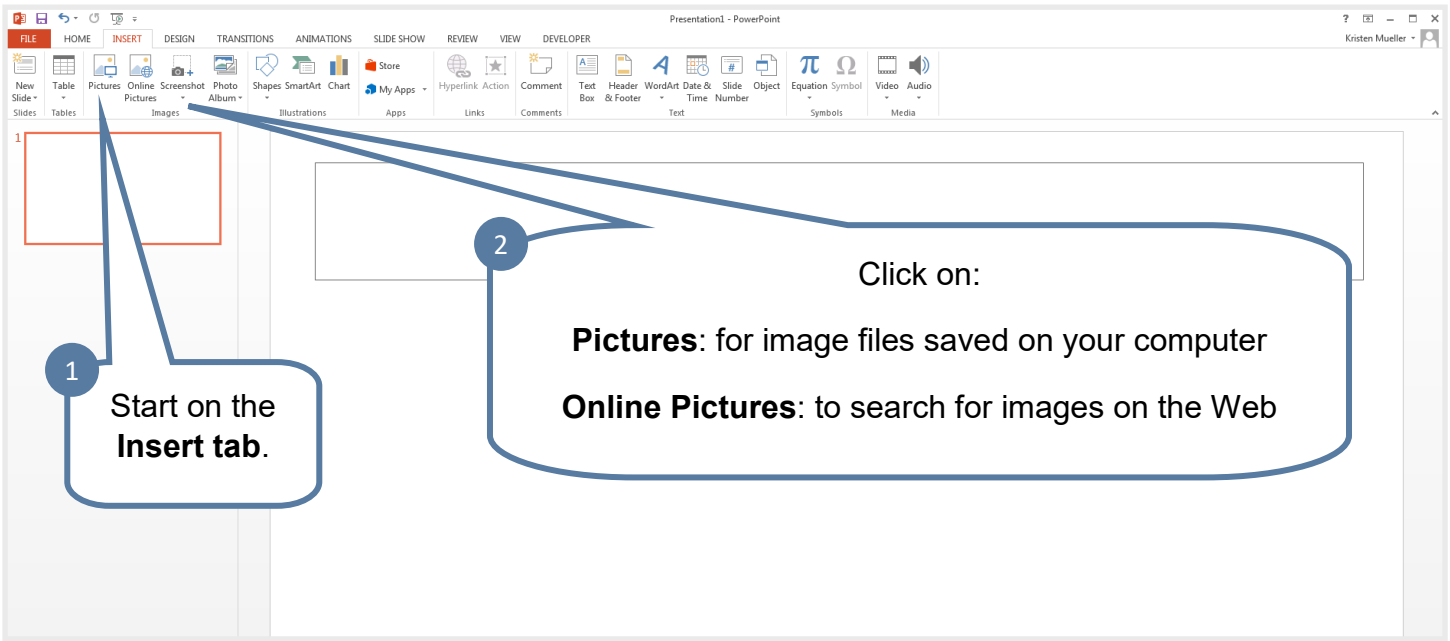 Presentation1 - PowerPoint
?
FILE HOME INSERT DESIGN TRANSITIONS ANIMATIONS SLIDE SHOW REVIEW VIEW DEVELOPER
Kristen Mueller
New Slide
Table
Pictures
Online Pictures
Screenshot
Photo Album
Shapes
SmartArt
Chart
Store
My Apps
Hyperlink
Action
Comment
Text Box
Header & Footer
WordArt
Date & Time
Slide Number
Object
π
Equation
Ω
Symbol
Video
Audio
Slides Tables Images Illustrations Apps Links Comments Text Symbols Media
1
2
Click on:
Pictures: for image files saved on your computer
Online Pictures: to search for images on the Web
1
Start on the
Insert tab.